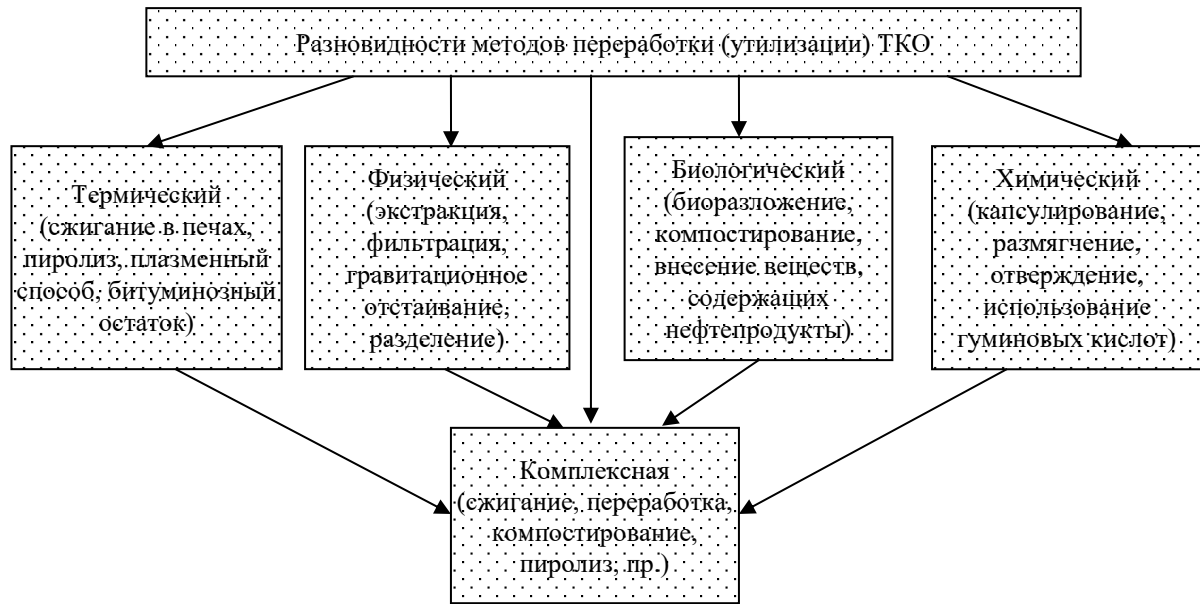 Разновидности методов переработки (утилизации) ТКО
Термический
(сжигание в печах,
пиролиз, плазменный
способ, битуминозный
остаток)
Физический
(экстракция,
фильтрация,
гравитационное
отстаивание,
разделение)
Биологический
(биоразложение,
компостирование,
внесение веществ,
содержащих
нефтепродукты)
Химический
(капсулирование,
размягчение,
отверждение,
использование
гуминовых кислот)
Комплексная
(сжигание, переработка,
компостирование,
пиролиз, пр.)